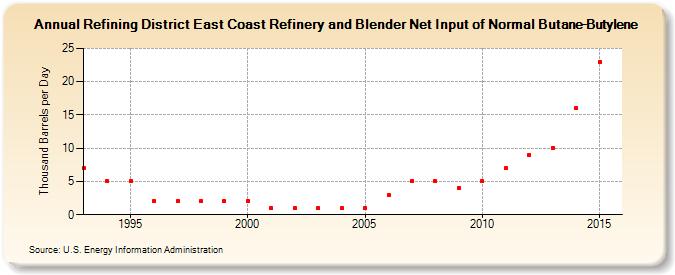 Annual Refining District East Coast Refinery and Blender Net Input of Normal Butane-Butylene
Thousand Barrels per Day
25
20
15
10
5
0
1995 2000 2005 2010 2015
Source: U.S. Energy Information Administration